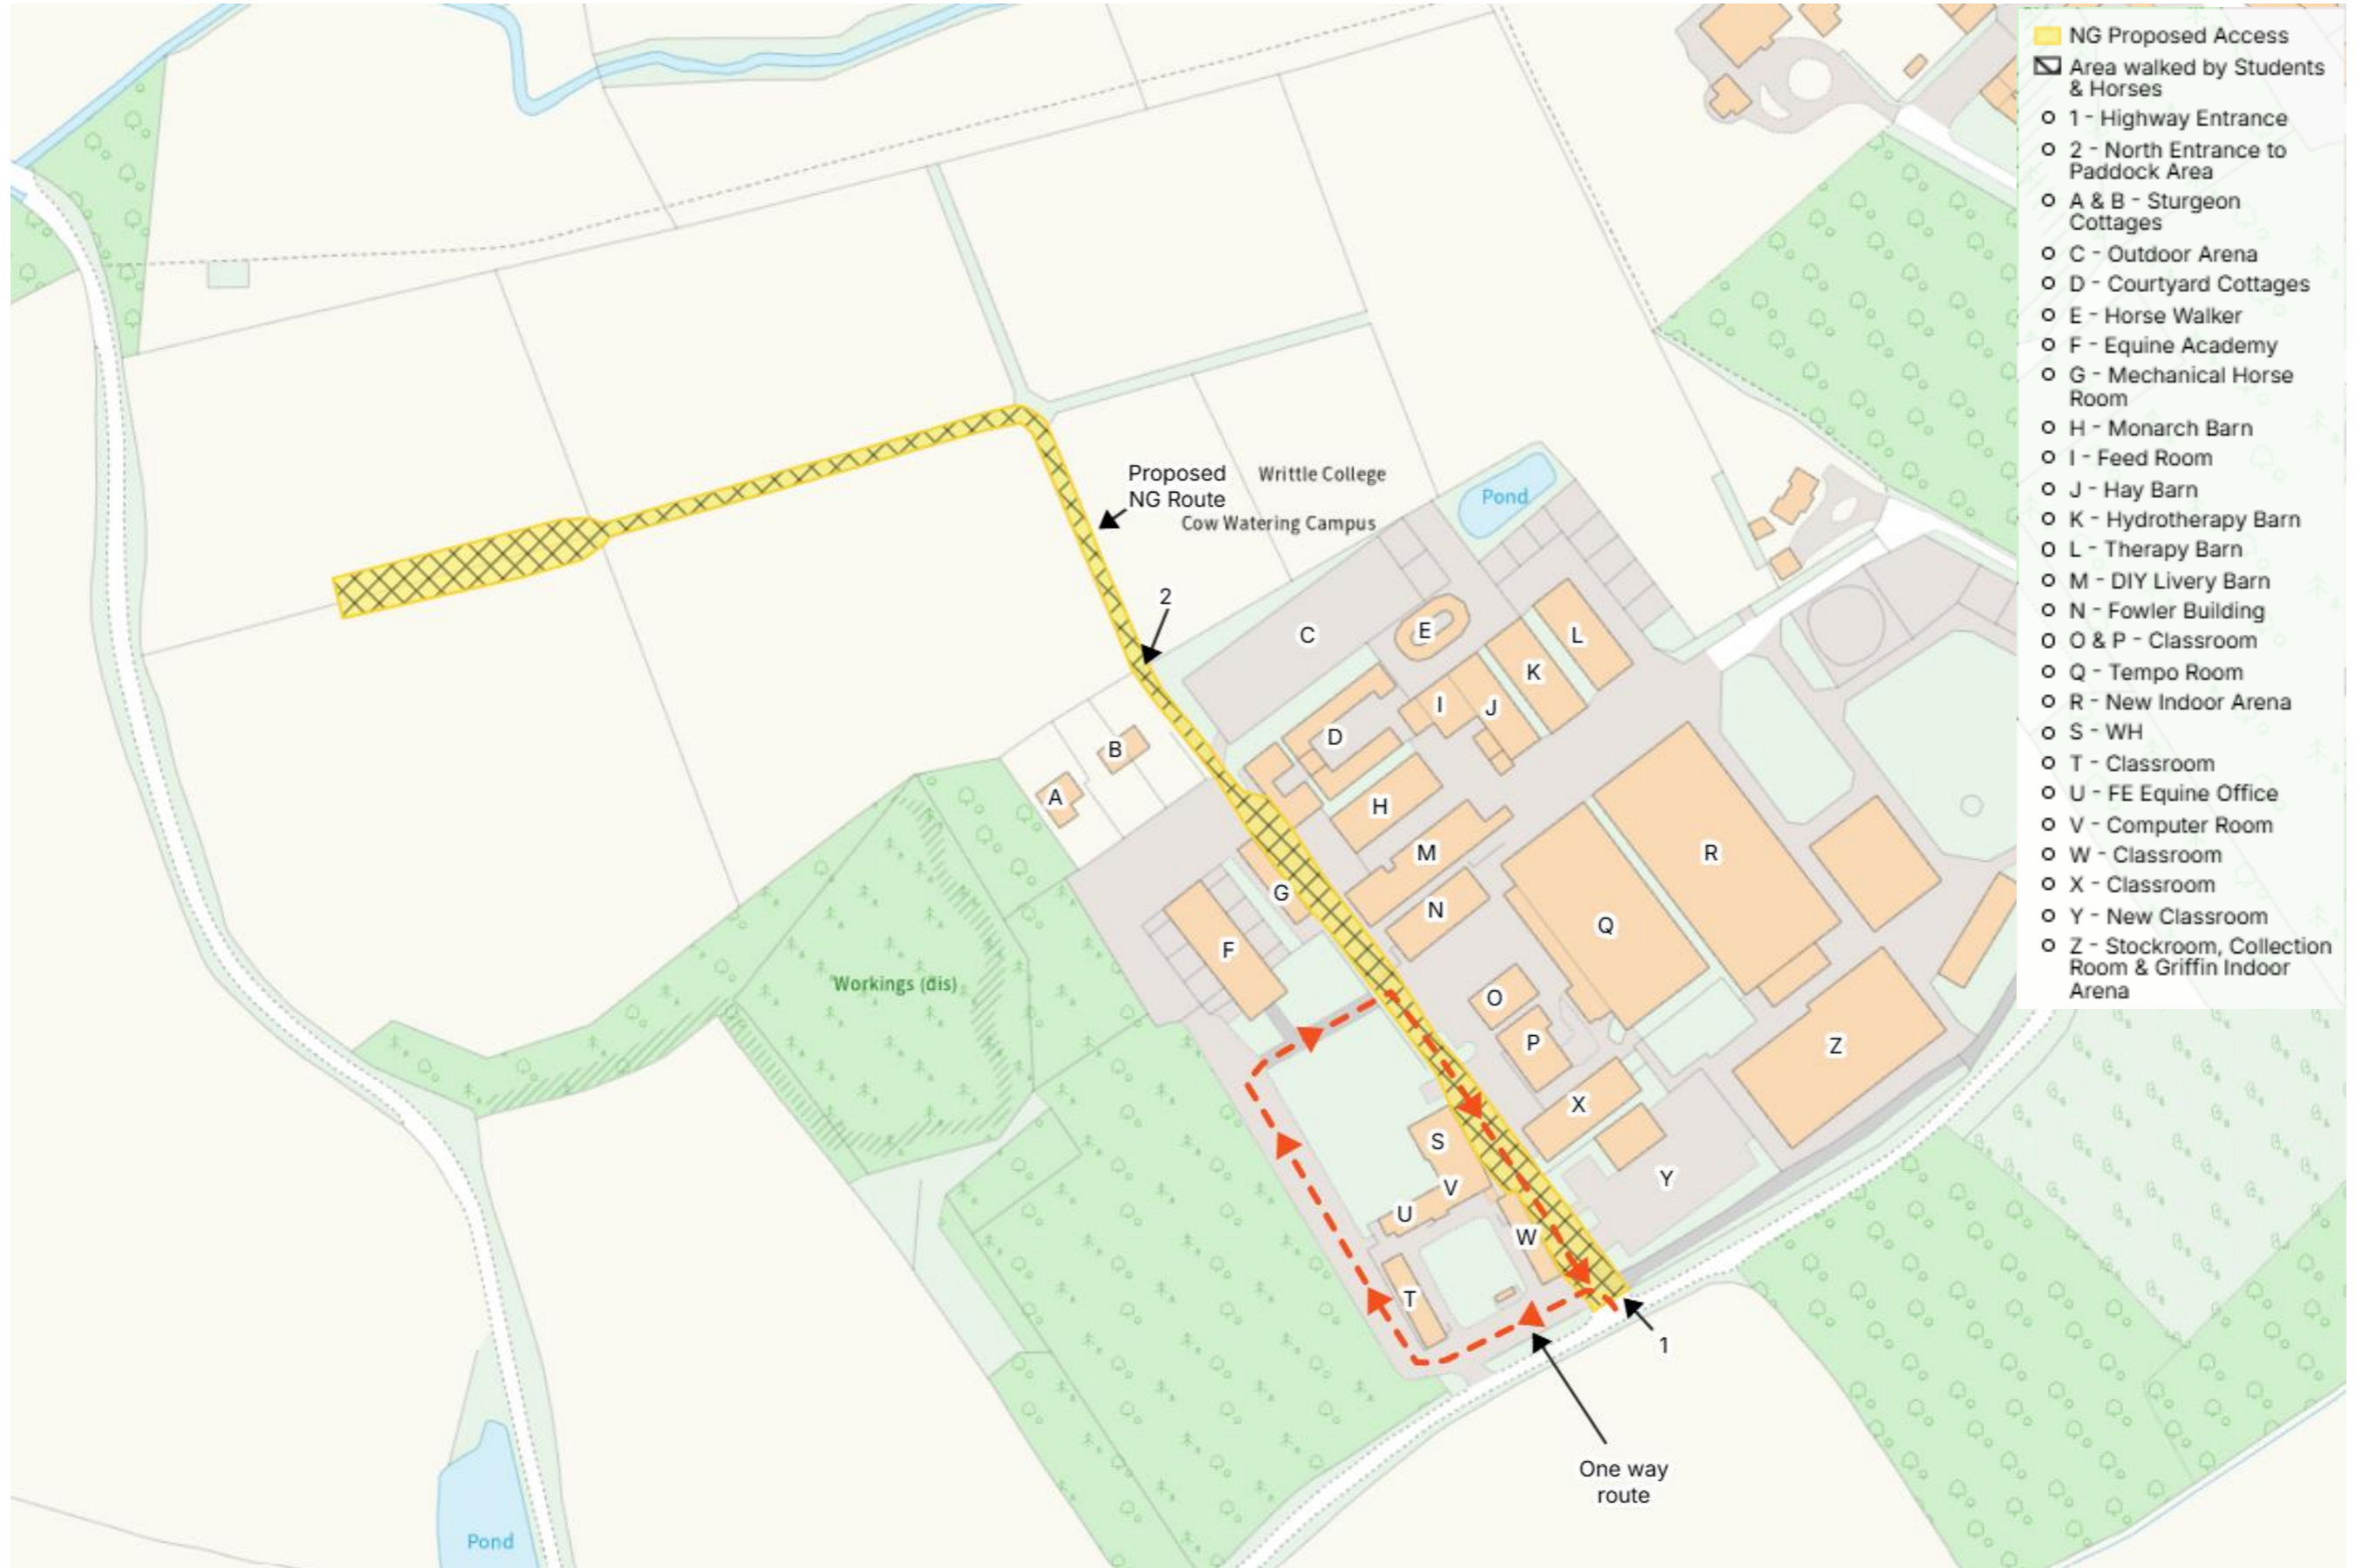 NG Proposed Access
Area walked by Students
& Horses
1 - Highway Entrance
2 - North Entrance to
Paddock Area
A & B - Sturgeon
Cottages
C - Outdoor Arena
D - Courtyard Cottages
E - Horse Walker
F - Equine Academy
G - Mechanical Horse
Room
H - Monarch Barn
I - Feed Room
J - Hay Barn
K - Hydrotherapy Barn
L - Therapy Barn
M - DIY Livery Barn
N - Fowler Building
O & P - Classroom
Q - Tempo Room
R - New Indoor Arena
S - WH
T - Classroom
U - FE Equine Office
V - Computer Room
W - Classroom
X - Classroom
Y - New Classroom
Z - Stockroom, Collection
Room & Griffin Indoor
Arena
Proposed
NG Route
Writtle College
Cow Watering Campus
Pond
2
C
E
L
K
I
J
D
B
A
H
M
R
G
N
Q
F
Workings (dis)
O
P
Z
X
S
Y
V
U
W
T
1
One way
route
Pond